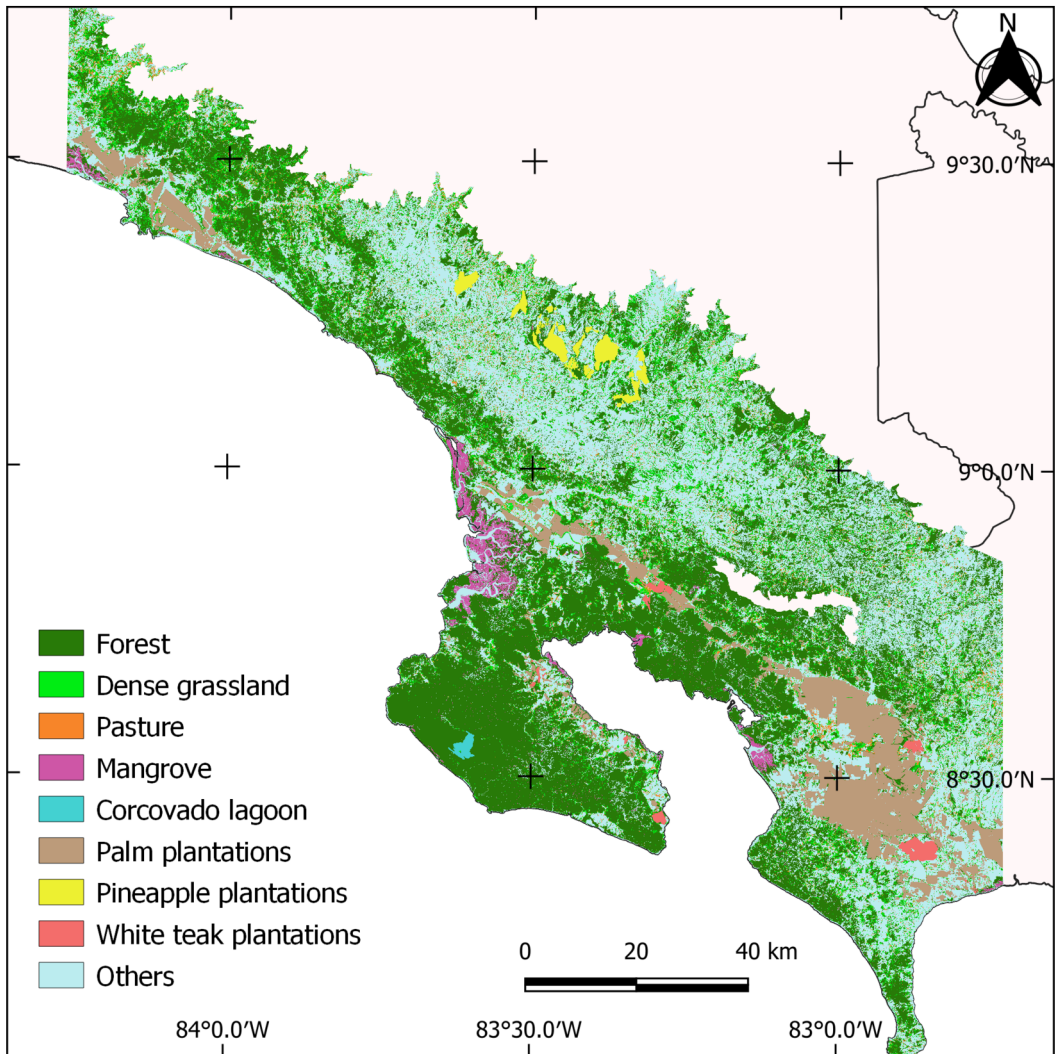 N
9°30.0′N
9°0.0′N
8°30.0′N
Forest
Dense grassland
Pasture
Mangrove
Corcovado lagoon
Palm plantations
Pineapple plantations
White teak plantations
Others
0 20 40 km
84°0.0′W 83°30.0′W 83°0.0′W